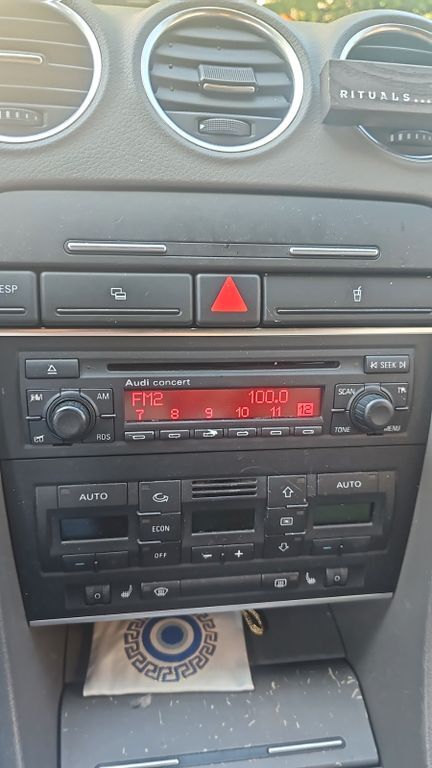 RITUALS...
ESP
SEEK
Audi concert
AM
RDS
CD
FM2 100.0
7 8 9 10 11 12
SCAN
TONE
MENU
AUTO
ECON
OFF
AUTO